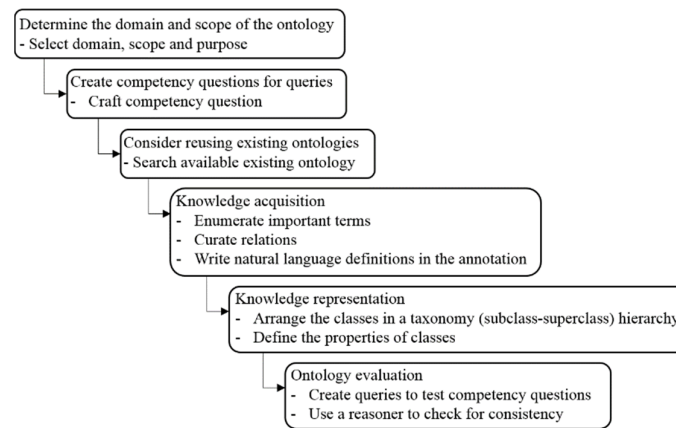 Determine the domain and scope of the ontology
- Select domain, scope and purpose
Create competency questions for queries
- Craft competency question
Consider reusing existing ontologies
- Search available existing ontology
Knowledge acquisition
- Enumerate important terms
- Curate relations
- Write natural language definitions in the annotation
Knowledge representation
- Arrange the classes in a taxonomy (subclass-superclass) hierarchy
- Define the properties of classes
Ontology evaluation
- Create queries to test competency questions
- Use a reasoner to check for consistency